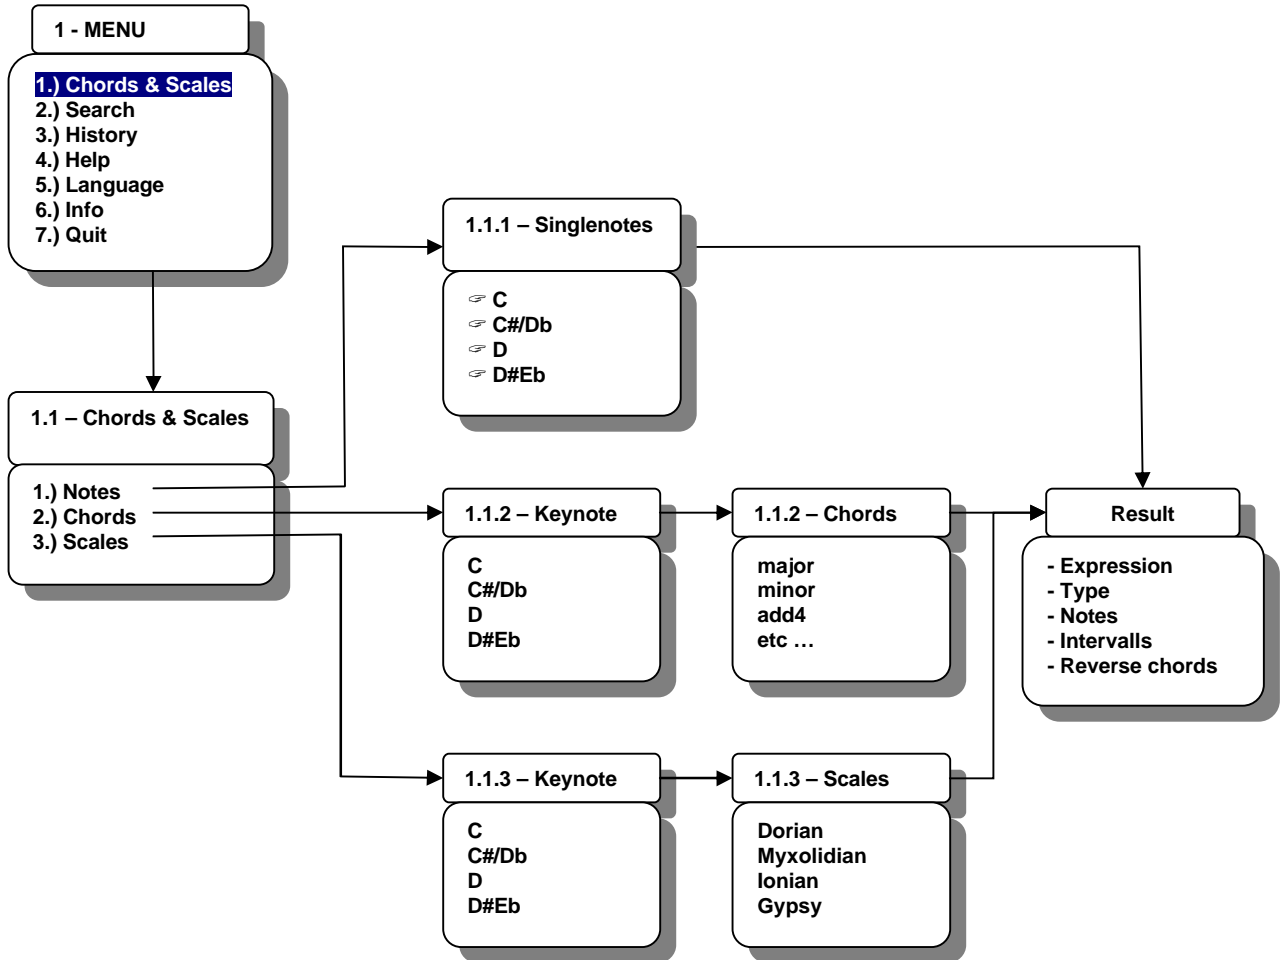 1 - MENU
1.) Chords & Scales
2.) Search
3.) History
4.) Help
5.) Language
6.) Info
7.) Quit
1.1 – Chords & Scales
1.) Notes
2.) Chords
3.) Scales
1.1.1 – Singlenotes
☞ C
☞ C#/Db
☞ D
☞ D#Eb
1.1.2 – Keynote
C
C#/Db
D
D#Eb
1.1.2 – Chords
major
minor
add4
etc …
1.1.3 – Keynote
C
C#/Db
D
D#Eb
1.1.3 – Scales
Dorian
Myxolidian
Ionian
Gypsy
Result
- Expression
- Type
- Notes
- Intervalls
- Reverse chords